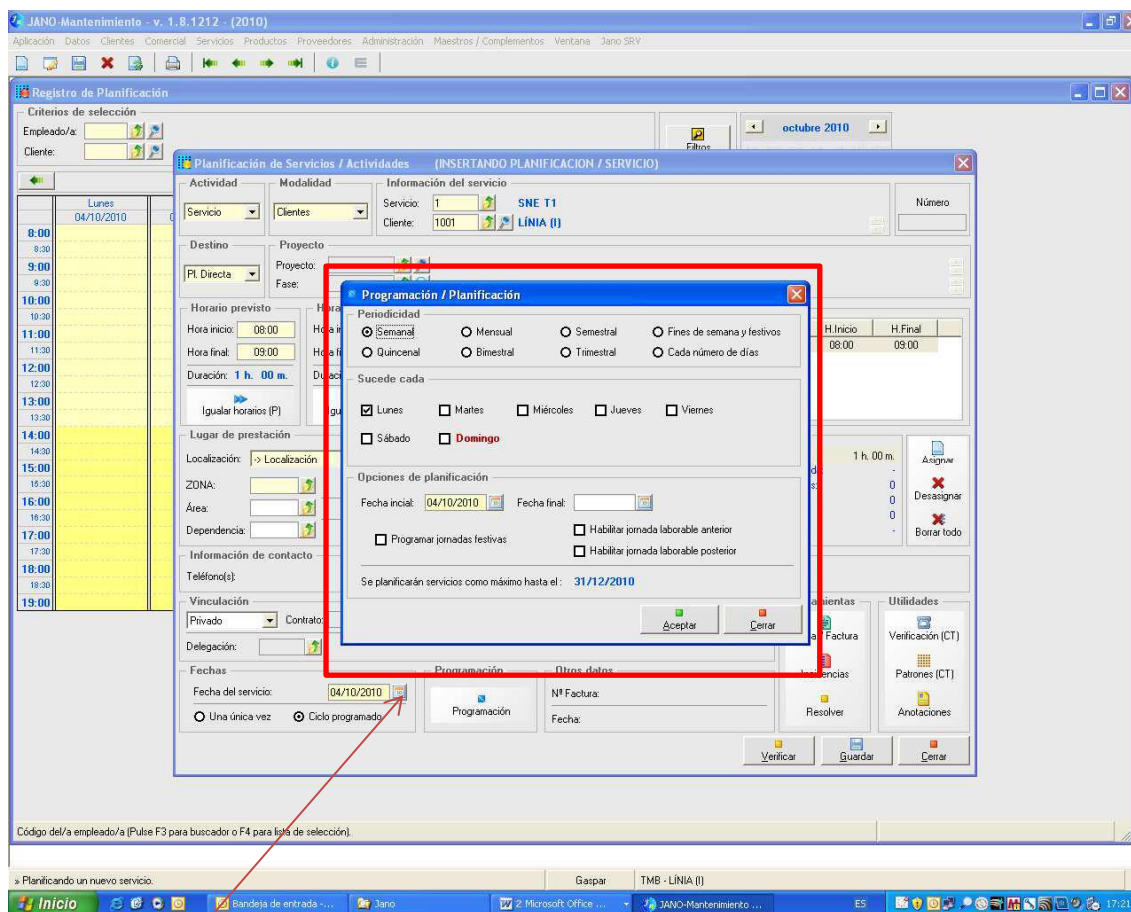 JANO-Mantenimiento - v. 1.8.1212 - (2010)
Aplicación Datos Clientes Comercial Servicios Productos Proveedores Administración Maestros / Complementos Ventana Jano SRV
Registro de Planificación
Criterios de selección
Empleado/a:
Cliente:
Filtros
octubre 2010
Lunes
04/10/2010
8:00
8:30
9:00
9:30
10:00
10:30
11:00
11:30
12:00
12:30
13:00
13:30
14:00
14:30
15:00
15:30
16:00
16:30
17:00
17:30
18:00
18:30
19:00
Planificación de Servicios / Actividades (INSERTANDO PLANIFICACION / SERVICIO)
Actividad Modalidad Información del servicio
Servicio Clientes Servicio: 1 SNE T1 Número
Cliente: 1001 LÍNIA (I)
Destino Proyecto
Pl. Directa Proyecto:
Fase:
Horario previsto
Hora inicio: 08:00
Hora final: 09:00
Duración: 1 h. 00 m.
Igualar horarios (P)
H.Inicio H.Final
08:00 09:00
Lugar de prestación
Localización: -> Localización
ZONA:
Área:
Dependencia:
1 h. 00 m.
-
0
0
0
-
Asignar
Desasignar
Borrar todo
Información de contacto
Teléfono(s):
Vinculación
Privado Contrato:
Delegación:
Fechas
Fecha del servicio: 04/10/2010
Una única vez Ciclo programado
Programación
Programación
Otros datos
Nº Factura:
Fecha:
/ Factura
Resolver
Utilidades
Verificación (CT)
Patrones (CT)
Anotaciones
Verificar Guardar Cerrar
Programación / Planificación
Periodicidad
Semanal Mensual Semestral Fines de semana y festivos
Quincenal Bimestral Trimestral Cada número de días
Sucede cada
Lunes Martes Miércoles Jueves Viernes
Sábado Domingo
Opciones de planificación
Fecha incial: 04/10/2010 Fecha final:
Programar jornadas festivas
Habilitar jornada laborable anterior
Habilitar jornada laborable posterior
Se planificarán servicios como máximo hasta el : 31/12/2010
Aceptar Cerrar
Código del/a empleado/a (Pulse F3 para buscador o F4 para lista de selección).
» Planificando un nuevo servicio. Gaspar TMB - LÍNIA (I)
Inicio Bandeja de entrada -... Jano 2 Microsoft Office ... JANO-Mantenimiento ... ES 17:21